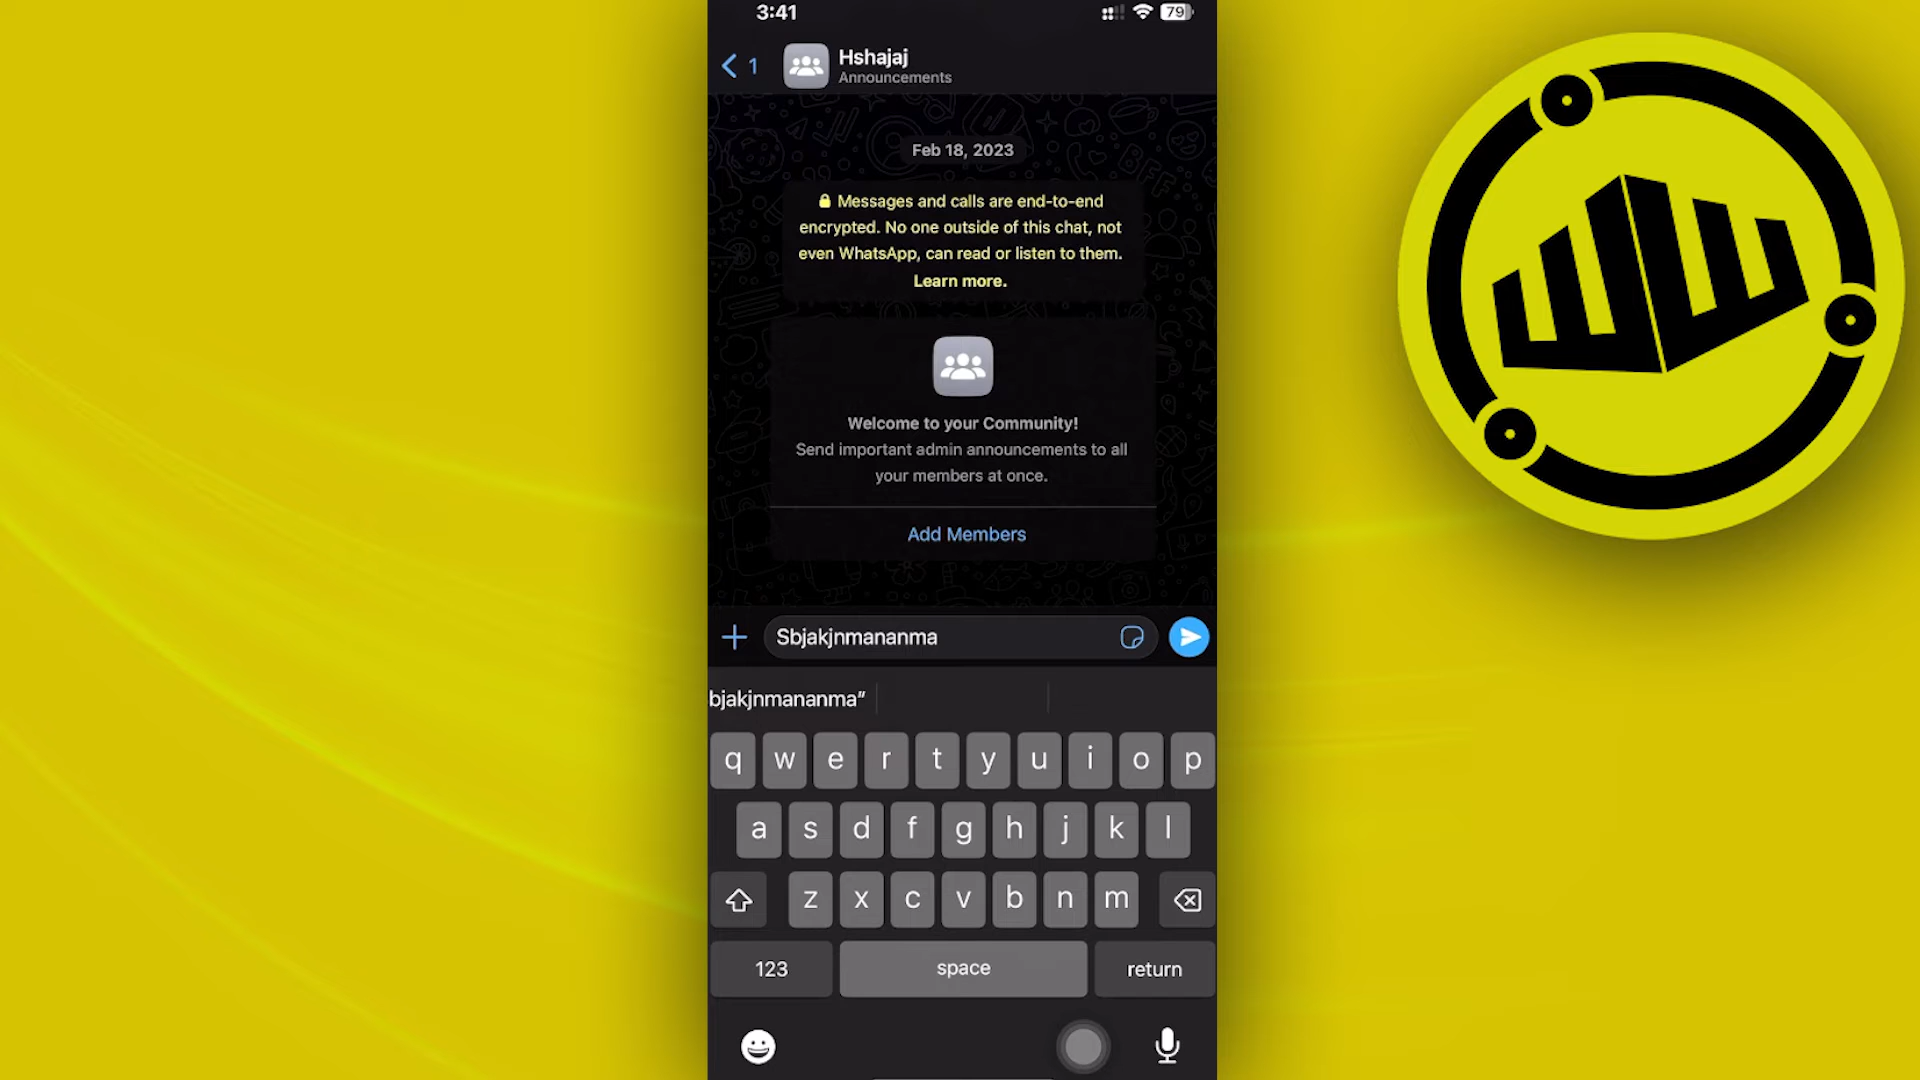 3:41
79
1
Hshajaj
Announcements
Feb 18, 2023
Messages and calls are end-to-end
encrypted. No one outside of this chat, not
even WhatsApp, can read or listen to them.
Learn more.
Welcome to your Community!
Send important admin announcements to all
your members at once.
Add Members
Sbjakjnmananma
bjakjnmananma”
q w e r t y u i o p
a s d f g h j k l
z x c v b n m
123 space return